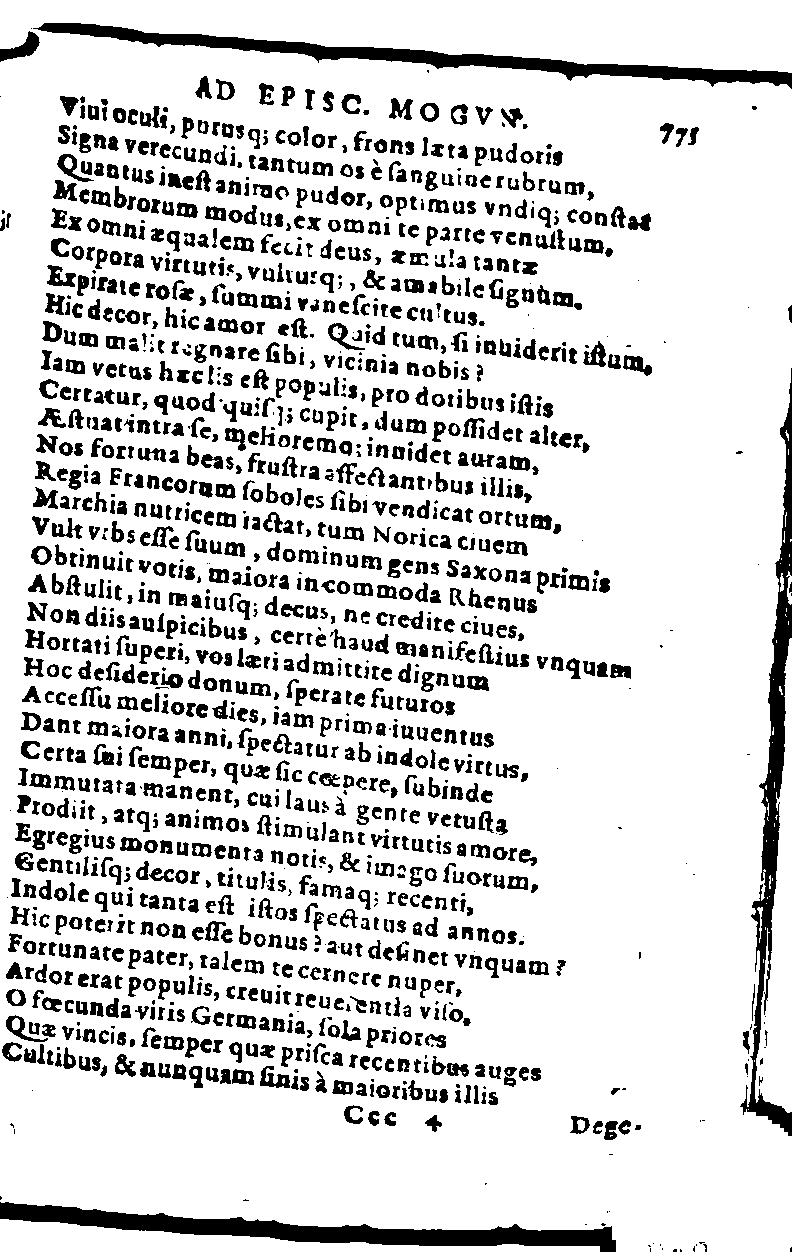 AD EPISC. MOGVN. 775
Viui oculi, purusq; color, frons læta pudoris
Signa verecundi, tantum os è ſanguine rubrum,
Quantus ineſt animo pudor, optimus vndiq; conſtat
Membrorum modus, ex omni te parte venuſtum,
Ex omni æqualem fecit deus, æmula tantæ
Corpora virtutis, vultuſq;, & amabile ſignùm.
Expirate roſæ, ſummi vaneſcite cultus.
Hic decor, hic amor eſt. Quid tum, ſi inuiderit iſtum,
Dum malit regnare ſibi, vicinia nobis?
Iam vetus hæc lis eſt populis, pro dotibus iſtis
Certatur, quod quiſq; cupit, dum poſſidet alter,
Æſtuat intra ſe, melioremq; inuidet auram,
Nos fortuna beas, fruſtra affectantibus illis,
Regia Francorum ſoboles ſibi vendicat ortum,
Marchia nutricem iactat, tum Norica ciuem
Vult vrbs eſſe ſuum, dominum gens Saxona primis
Obtinuit votis, maiora in commoda Rhenus
Abſtulit, in maiuſq; decus, ne credite ciues,
Non diis auſpicibus, certè haud manifeſtius vnquam
Hortati ſuperi, vos læti admittite dignum
Hoc deſiderio donum, ſperate futuros
Acceſſu meliore dies, iam prima iuuentus
Dant maiora anni, ſpectatur ab indole virtus,
Certa ſui ſemper, quæ ſic cœpere, ſubinde
Immutata manent, cui laus à gente vetuſta
Prodiit, atq; animos ſtimulant virtutis amore,
Egregius monumenta notis, & imago ſuorum,
Gentiliſq; decor, titulis, famaq; recenti,
Indole qui tanta eſt iſtos ſpectatus ad annos.
Hic poterit non eſſe bonus? aut deſinet vnquam?
Fortunate pater, talem te cernere nuper,
Ardor erat populis, creuit reuerentia viſo,
O fœcunda viris Germania, ſola priores
Quæ vincis, ſemper quæ priſca recentibus auges
Cultibus, & nunquam finis à maioribus illis
Ccc 4 Dege-